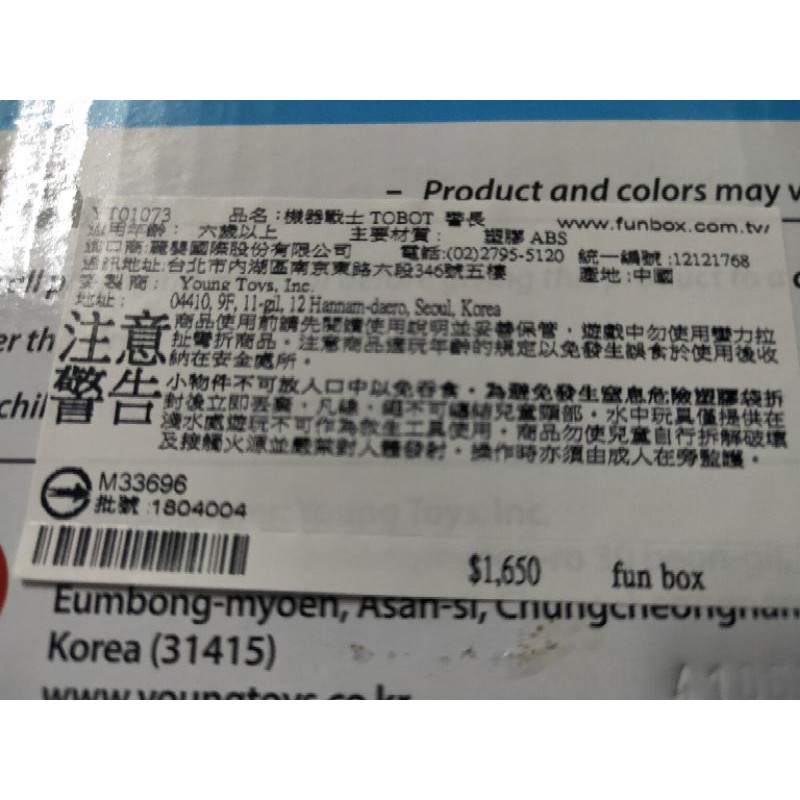 – Product and colors may v
YT01073 品名：機器戰士 TOBOT 警長 www.funbox.com.tw/
適用年齡： 六歲以上 主要材質： 塑膠 ABS
進口商：麗嬰國際股份有限公司 電話：(02)2795-5120 統一編號：12121768
通訊地址：台北市內湖區南京東路六段346號五樓 產地：中國
製商： Young Toys, Inc.
地址： 04410, 9F, 11-gil, 12 Hannam-daero, Seoul, Korea
注意 商品使用前請先閱讀使用說明並妥善保管，遊戲中勿使用蠻力拉
扯彎折商品。注意商品適玩年齡的規定以免發生誤食於使用後收
納在安全處所。
警告 小物件不可放入口中以免吞食。為避免發生窒息危險塑膠袋拆
封後立即丟棄，凡線、繩不可纏繞兒童頸部。水中玩具僅提供在
淺水處遊玩不可作為救生工具使用。商品勿使兒童自行拆解破壞
及接觸火源並嚴禁對人體發射。操作時亦須由成人在旁監護。
M33696
批號：1804004
$1,650 fun box
Eumbong-myoen, Asan-si, Chungcheongnam
Korea (31415)
www.youngtoys.co.kr